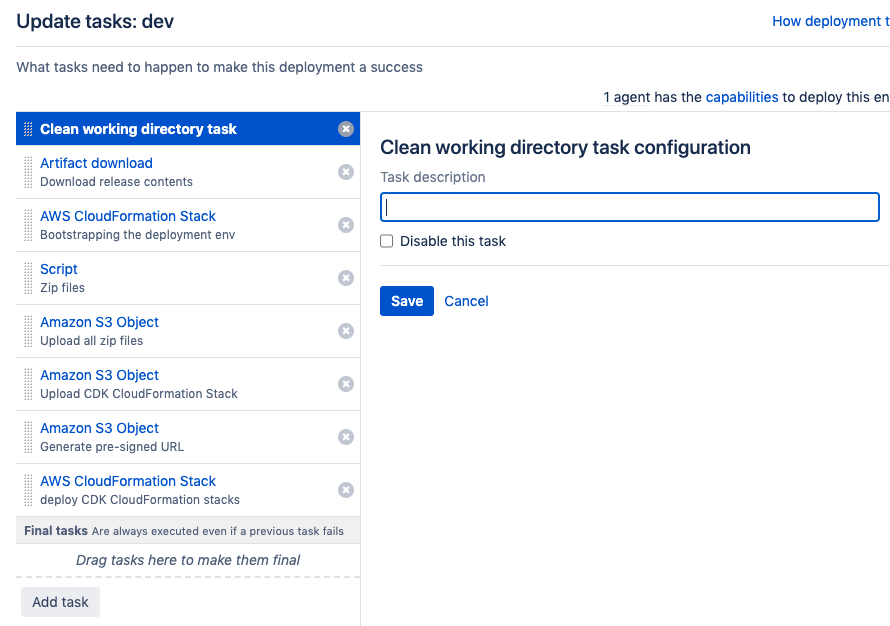 Update tasks: dev
How deployment t
What tasks need to happen to make this deployment a success
1 agent has the capabilities to deploy this en
Clean working directory task
Artifact download
Download release contents
AWS CloudFormation Stack
Bootstrapping the deployment env
Script
Zip files
Amazon S3 Object
Upload all zip files
Amazon S3 Object
Upload CDK CloudFormation Stack
Amazon S3 Object
Generate pre-signed URL
AWS CloudFormation Stack
deploy CDK CloudFormation stacks
Final tasks Are always executed even if a previous task fails
Drag tasks here to make them final
Add task
Clean working directory task configuration
Task description
Disable this task
Save Cancel